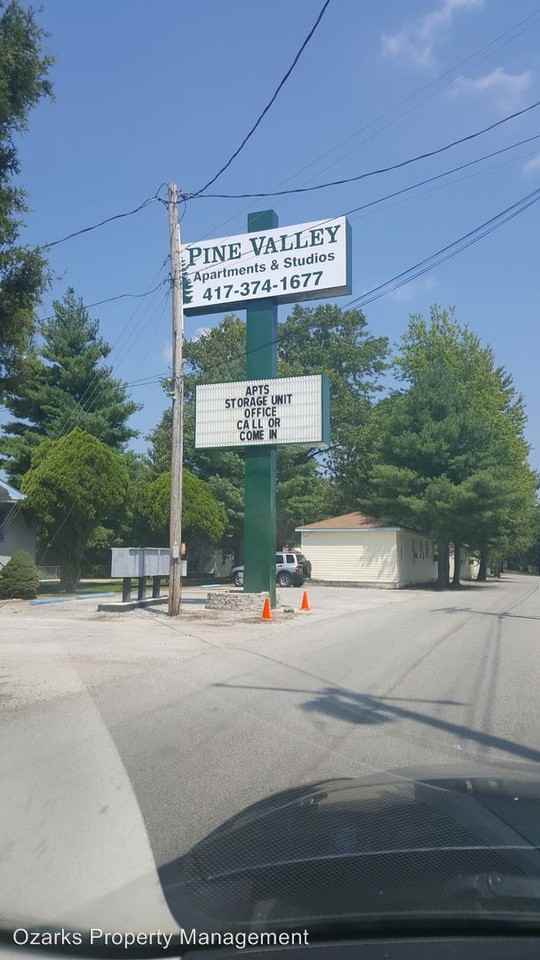 PINE VALLEY
Apartments & Studios
417-374-1677
APTS
STORAGE UNIT
OFFICE
CALL OR
COME IN
Ozarks Property Management